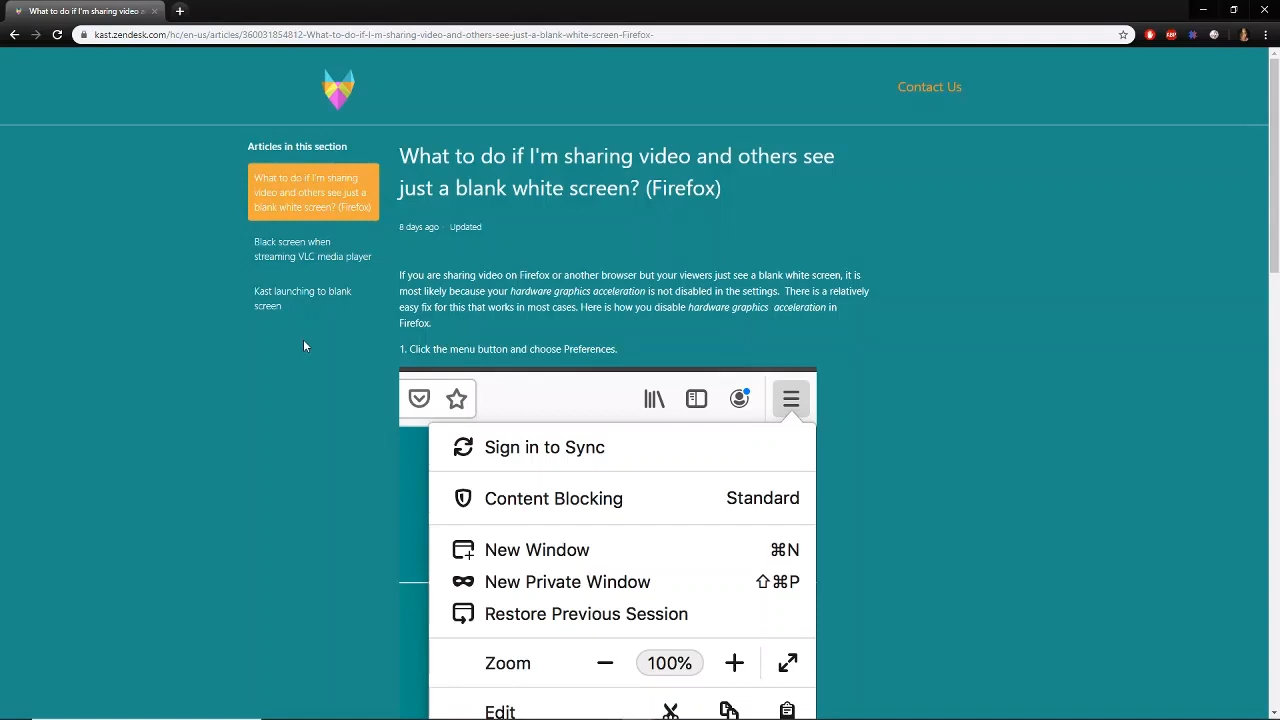 What to do if I'm sharing video a
kast.zendesk.com/hc/en-us/articles/360031854812-What-to-do-if-I-m-sharing-video-and-others-see-just-a-blank-white-screen-Firefox-
ABP
Contact Us
Articles in this section
What to do if I'm sharing
video and others see just a
blank white screen? (Firefox)
Black screen when
streaming VLC media player
Kast launching to blank
screen
What to do if I'm sharing video and others see
just a blank white screen? (Firefox)
8 days ago · Updated
If you are sharing video on Firefox or another browser but your viewers just see a blank white screen, it is
most likely because your hardware graphics acceleration is not disabled in the settings. There is a relatively
easy fix for this that works in most cases. Here is how you disable hardware graphics acceleration in
Firefox.
1. Click the menu button and choose Preferences.
Sign in to Sync
Content Blocking Standard
New Window ⌘N
New Private Window ⇧⌘P
Restore Previous Session
Zoom − 100% +
Edit